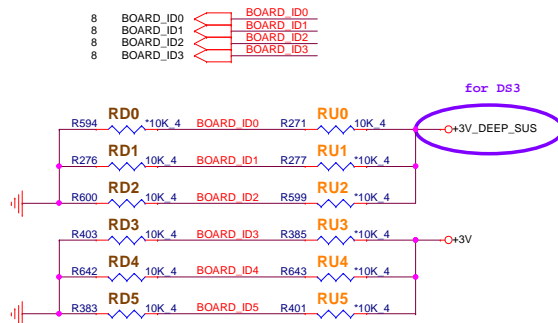 8 BOARD_ID0 BOARD_ID0
8 BOARD_ID1 BOARD_ID1
8 BOARD_ID2 BOARD_ID2
8 BOARD_ID3 BOARD_ID3
for DS3
RD0 RU0
R594 *10K_4 BOARD_ID0 R271 10K_4 +3V_DEEP_SUS
RD1 RU1
R276 10K_4 BOARD_ID1 R277 *10K_4
RD2 RU2
R600 10K_4 BOARD_ID2 R599 *10K_4
RD3 RU3
R403 10K_4 BOARD_ID3 R385 *10K_4 +3V
RD4 RU4
R642 10K_4 BOARD_ID4 R643 *10K_4
RD5 RU5
R383 10K_4 BOARD_ID5 R401 *10K_4